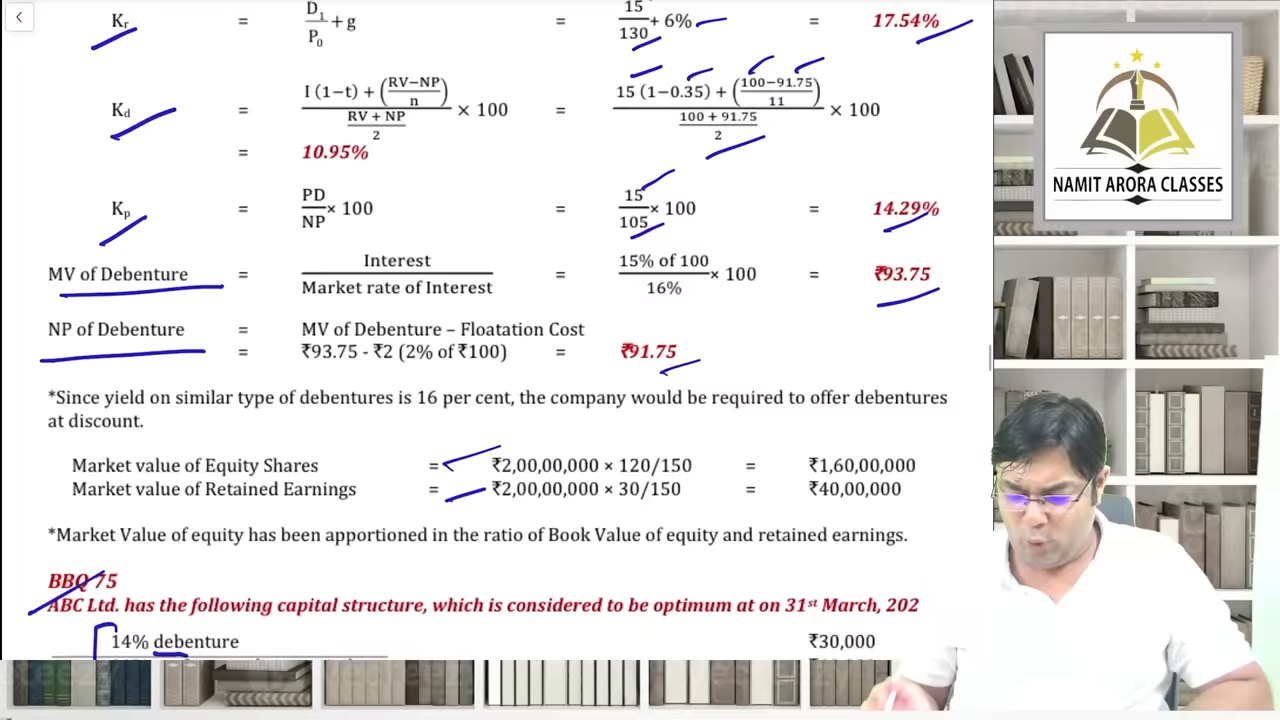 Kr = D1/P0 + g = 15/130 + 6% = 17.54%
Kd = I (1−t) + (RV−NP/n) / RV + NP/2 × 100 = 15 (1−0.35) + (100−91.75/11) / 100 + 91.75/2 × 100
= 10.95%
Kp = PD/NP × 100 = 15/105 × 100 = 14.29%
MV of Debenture = Interest/Market rate of Interest = 15% of 100/16% × 100 = ₹93.75
NP of Debenture = MV of Debenture – Floatation Cost
= ₹93.75 - ₹2 (2% of ₹100) = ₹91.75
*Since yield on similar type of debentures is 16 per cent, the company would be required to offer debentures
at discount.
Market value of Equity Shares = ₹2,00,00,000 × 120/150 = ₹1,60,00,000
Market value of Retained Earnings = ₹2,00,00,000 × 30/150 = ₹40,00,000
*Market Value of equity has been apportioned in the ratio of Book Value of equity and retained earnings.
BBQ 75
ABC Ltd. has the following capital structure, which is considered to be optimum at on 31st March, 202
14% debenture ₹30,000
NAMIT ARORA CLASSES